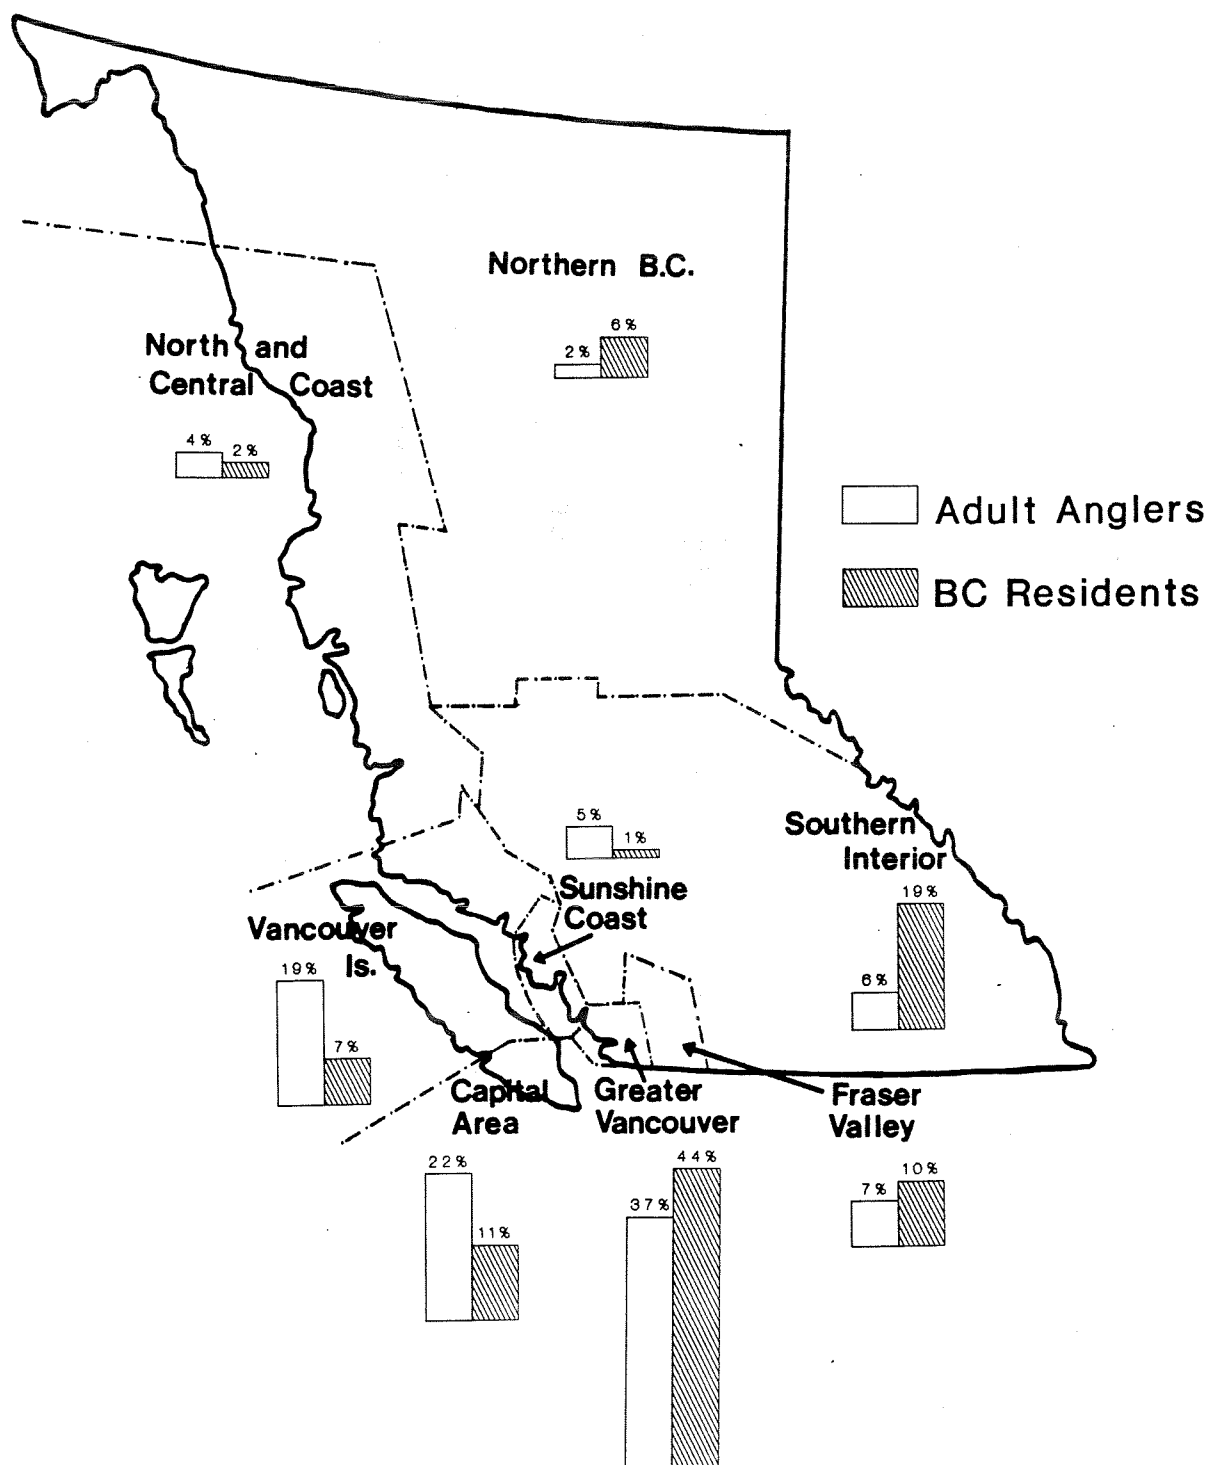 Northern B.C.
6%
2%
North and
Central Coast
4%
2%
Adult Anglers
BC Residents
5%
1%
Sunshine
Coast
Southern
Interior
19%
6%
Vancouver
Is.
19%
7%
Capital
Area
22%
11%
Greater
Vancouver
44%
37%
Fraser
Valley
10%
7%